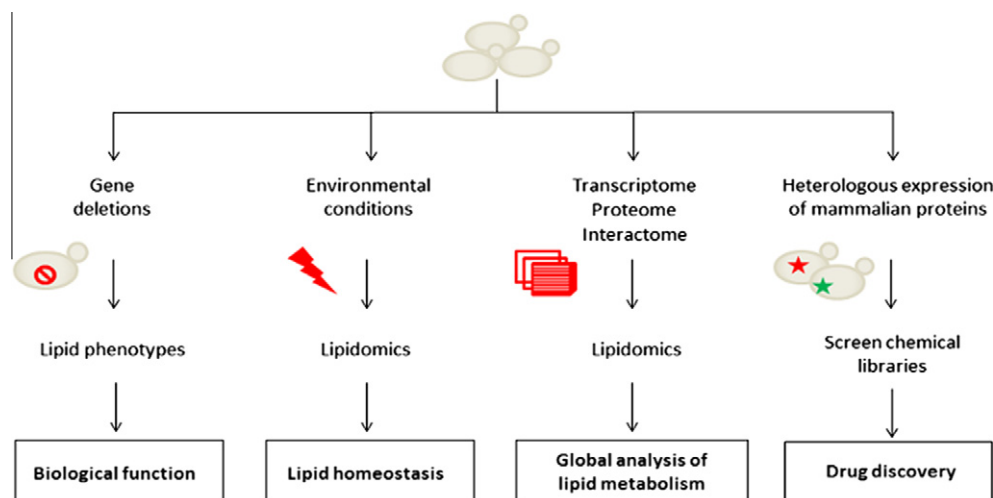 Gene
deletions
Environmental
conditions
Transcriptome
Proteome
Interactome
Heterologous expression
of mammalian proteins
Lipid phenotypes
Lipidomics
Lipidomics
Screen chemical
libraries
Biological function
Lipid homeostasis
Global analysis of
lipid metabolism
Drug discovery